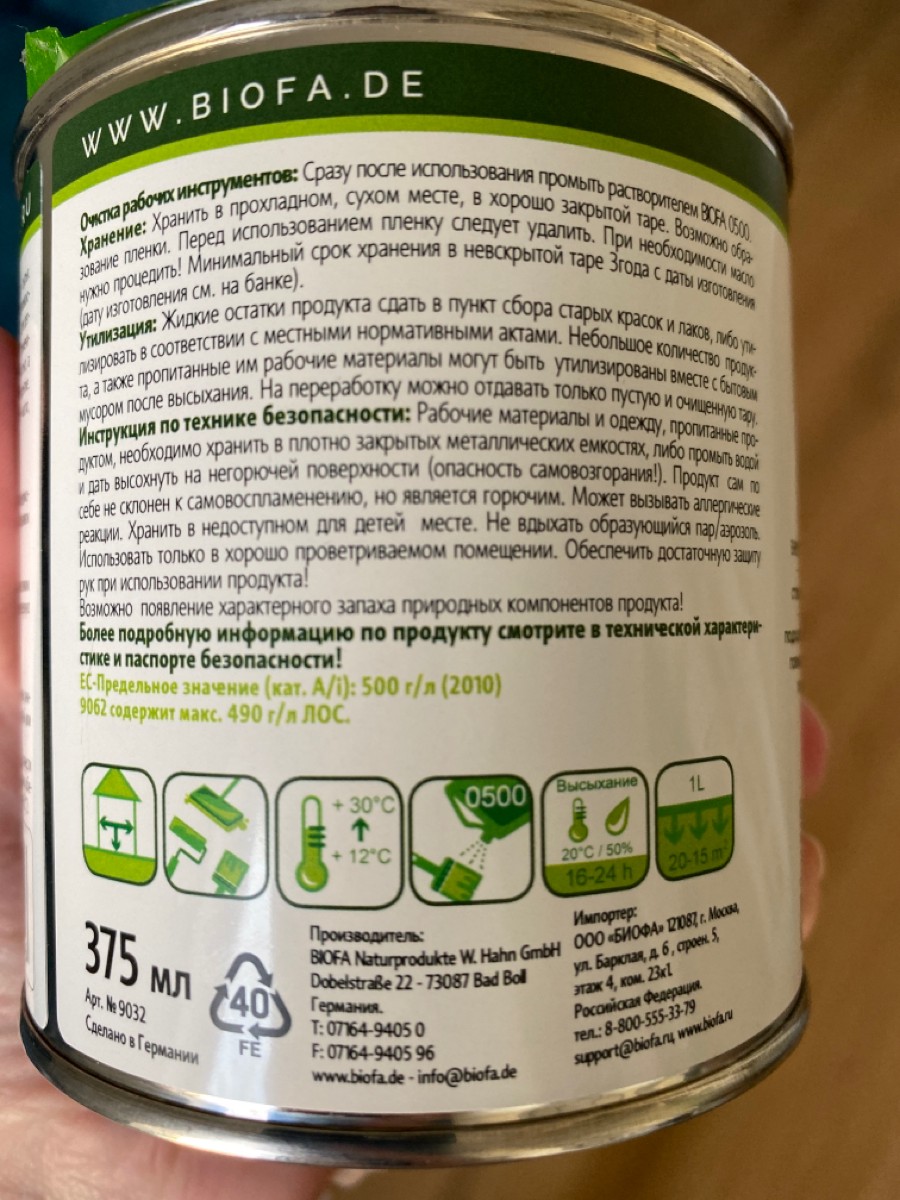 WWW.BIOFA.DE
Очистка рабочих инструментов: Сразу после использования промыть растворителем BIOFA 0500.
Хранение: Хранить в прохладном, сухом месте, в хорошо закрытой таре. Возможно обра-
зование пленки. Перед использованием пленку следует удалить. При необходимости масло
нужно процедить! Минимальный срок хранения в невскрытой таре 3года с даты изготовления
(дату изготовления см. на банке).
Утилизация: Жидкие остатки продукта сдать в пункт сбора старых красок и лаков, либо ути-
лизировать в соответствии с местными нормативными актами. Небольшое количество продук-
та, а также пропитанные им рабочие материалы могут быть утилизированы вместе с бытовым
мусором после высыхания. На переработку можно отдавать только пустую и очищенную тару.
Инструкция по технике безопасности: Рабочие материалы и одежду, пропитанные про-
дуктом, необходимо хранить в плотно закрытых металлических емкостях, либо промыть водой
и дать высохнуть на негорючей поверхности (опасность самовозгорания!). Продукт сам по
себе не склонен к самовоспламенению, но является горючим. Может вызывать аллергические
реакции. Хранить в недоступном для детей месте. Не вдыхать образующийся пар/аэрозоль.
Использовать только в хорошо проветриваемом помещении. Обеспечить достаточную защиту
рук при использовании продукта!
Возможно появление характерного запаха природных компонентов продукта!
Более подробную информацию по продукту смотрите в технической характери-
стике и паспорте безопасности!
ЕС-Предельное значение (кат. A/i): 500 г/л (2010)
9062 содержит макс. 490 г/л ЛОС.
+ 30°C
+ 12°C
0500
Высыхание
20°C / 50%
16-24 h
1L
20-15 m²
375 мл
Арт. № 9032
Сделано в Германии
40
FE
Производитель:
BIOFA Naturprodukte W. Hahn GmbH
Dobelstraße 22 - 73087 Bad Boll
Германия.
T: 07164-9405 0
F: 07164-9405 96
www.biofa.de - info@biofa.de
Импортер:
ООО «БИОФА» 121087, г. Москва,
ул. Барклая, д. 6, строен. 5,
этаж 4, ком. 23к1
Российская Федерация.
тел.: 8-800-555-33-79
support@biofa.ru, www.biofa.ru